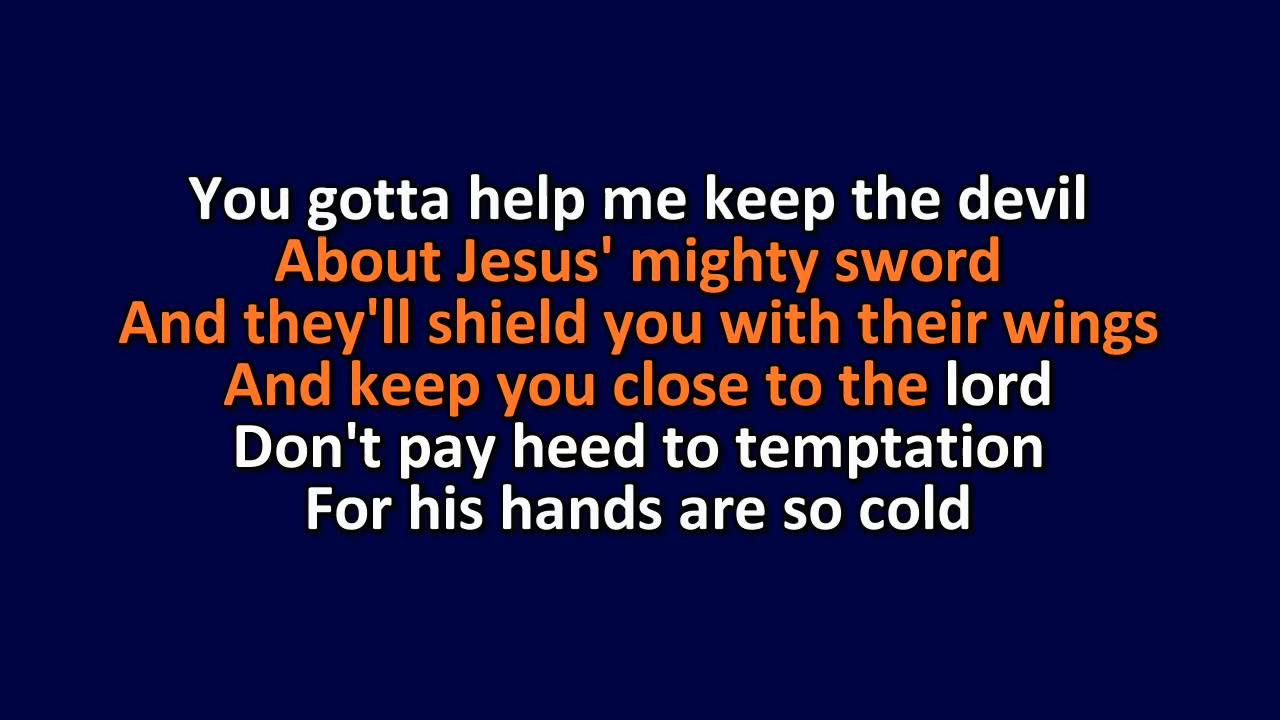 You gotta help me keep the devil
About Jesus' mighty sword
And they'll shield you with their wings
And keep you close to the lord
Don't pay heed to temptation
For his hands are so cold